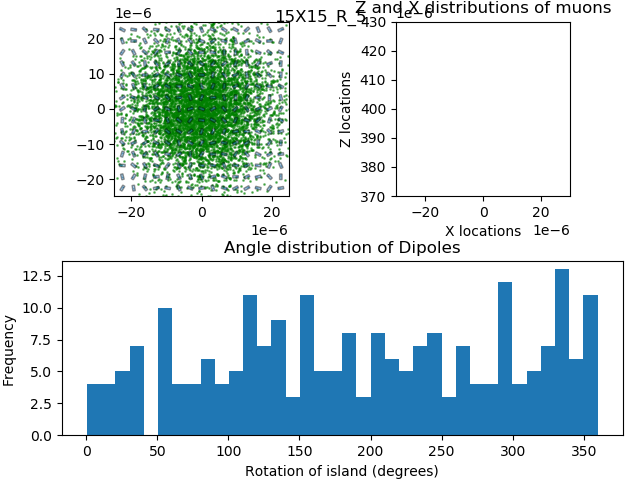 15X15_R_5
Z and X distributions of muons
1e−6
20
10
0
−10
−20
−20 0 20
1e−6
1e−6
430
420
410
400
390
380
370
Z locations
−20 0 20
X locations 1e−6
Angle distribution of Dipoles
12.5
10.0
7.5
5.0
2.5
0.0
Frequency
0 50 100 150 200 250 300 350
Rotation of island (degrees)